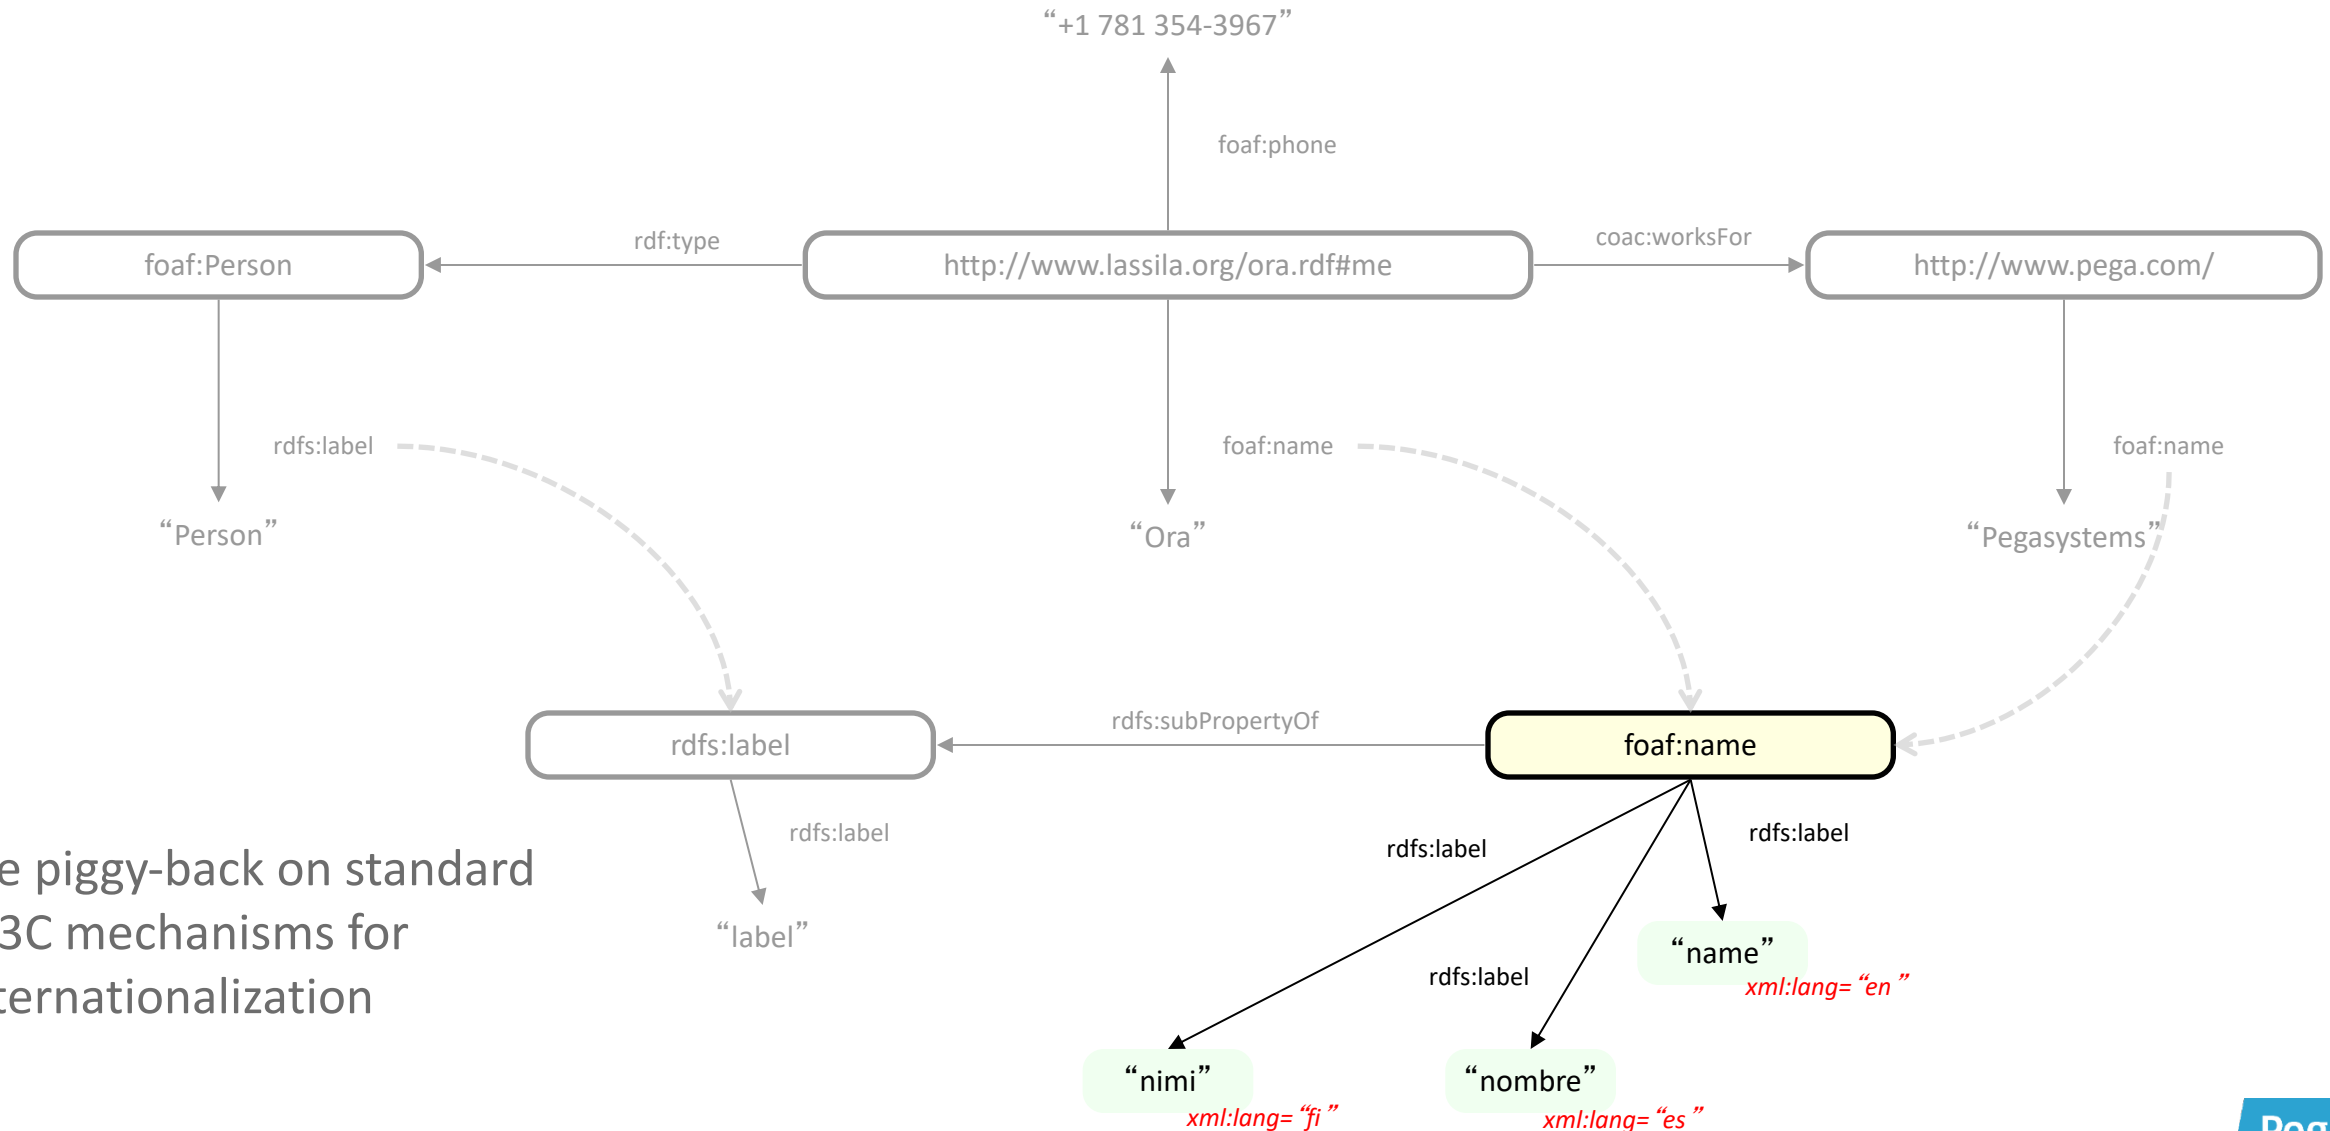 “+1 781 354-3967”
foaf:phone
rdf:type
coac:worksFor
foaf:Person
http://www.lassila.org/ora.rdf#me
http://www.pega.com/
rdfs:label
foaf:name
foaf:name
“Person”
“Ora”
“Pegasystems”
rdfs:subPropertyOf
rdfs:label
foaf:name
rdfs:label
rdfs:label
rdfs:label
e piggy-back on standard
3C mechanisms for
ternationalization
“label”
“name”
rdfs:label
xml:lang=“en”
“nimi”
“nombre”
xml:lang=“fi”
xml:lang=“es”